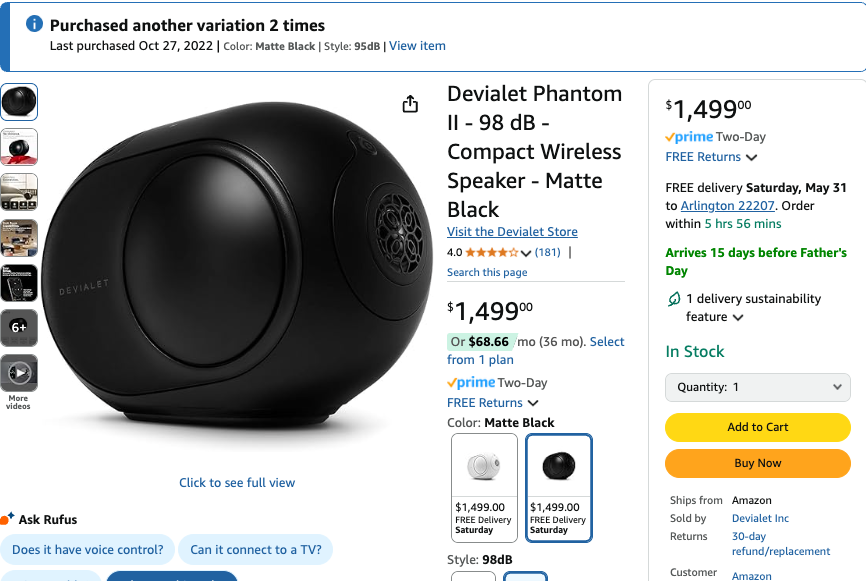 Purchased another variation 2 times
Last purchased Oct 27, 2022 | Color: Matte Black | Style: 95dB | View item
6+
More
videos
DEVIALET
Click to see full view
Ask Rufus
Does it have voice control?
Can it connect to a TV?
Devialet Phantom
II - 98 dB -
Compact Wireless
Speaker - Matte
Black
Visit the Devialet Store
4.0 (181) |
Search this page
$1,499.00
Or $68.66 /mo (36 mo). Select
from 1 plan
prime Two-Day
FREE Returns
Color: Matte Black
$1,499.00
FREE Delivery
Saturday
$1,499.00
FREE Delivery
Saturday
Style: 98dB
$1,499.00
prime Two-Day
FREE Returns
FREE delivery Saturday, May 31
to Arlington 22207. Order
within 5 hrs 56 mins
Arrives 15 days before Father's
Day
1 delivery sustainability
feature
In Stock
Quantity: 1
Add to Cart
Buy Now
Ships from Amazon
Sold by Devialet Inc
Returns 30-day
refund/replacement
Customer Amazon